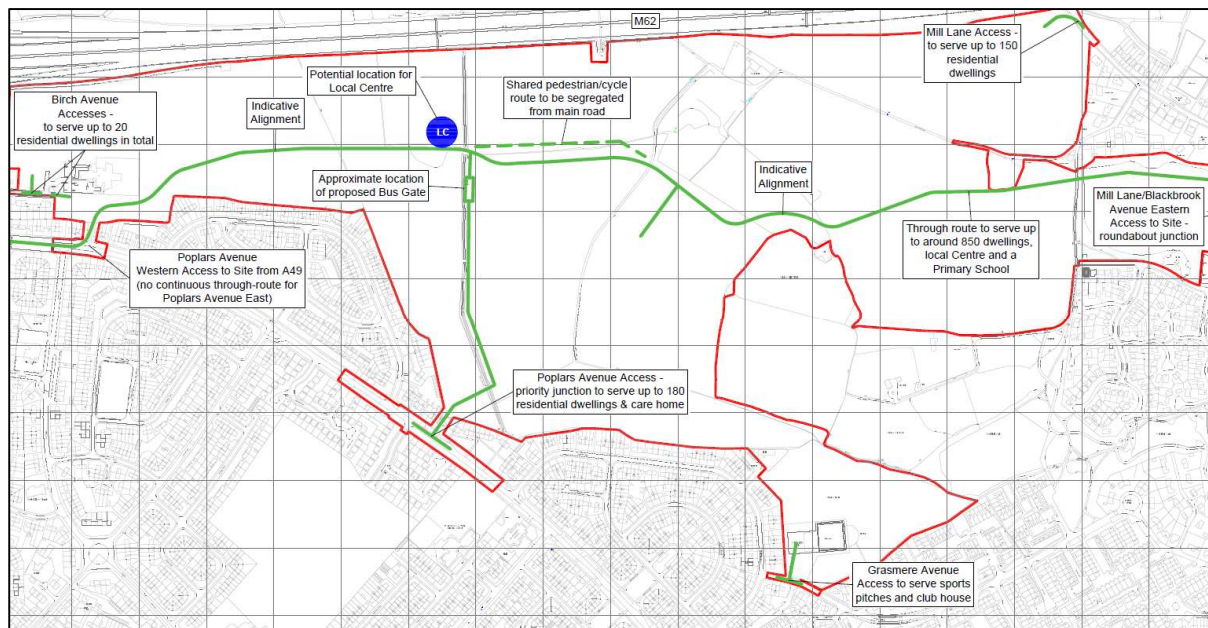 M62
Mill Lane Access -
to serve up to 150
residential
dwellings
Potential location for
Local Centre
Shared pedestrian/cycle
route to be segregated
from main road
Birch Avenue
Accesses -
to serve up to 20
residential dwellings in total
Indicative
Alignment
LC
Approximate location
of proposed Bus Gate
Indicative
Alignment
Mill Lane/Blackbrook
Avenue Eastern
Access to Site -
roundabout junction
Through route to serve up
to around 850 dwellings,
local Centre and a
Primary School
Poplars Avenue
Western Access to Site from A49
(no continuous through-route for
Poplars Avenue East)
Poplars Avenue Access -
priority junction to serve up to 180
residential dwellings & care home
Grasmere Avenue
Access to serve sports
pitches and club house